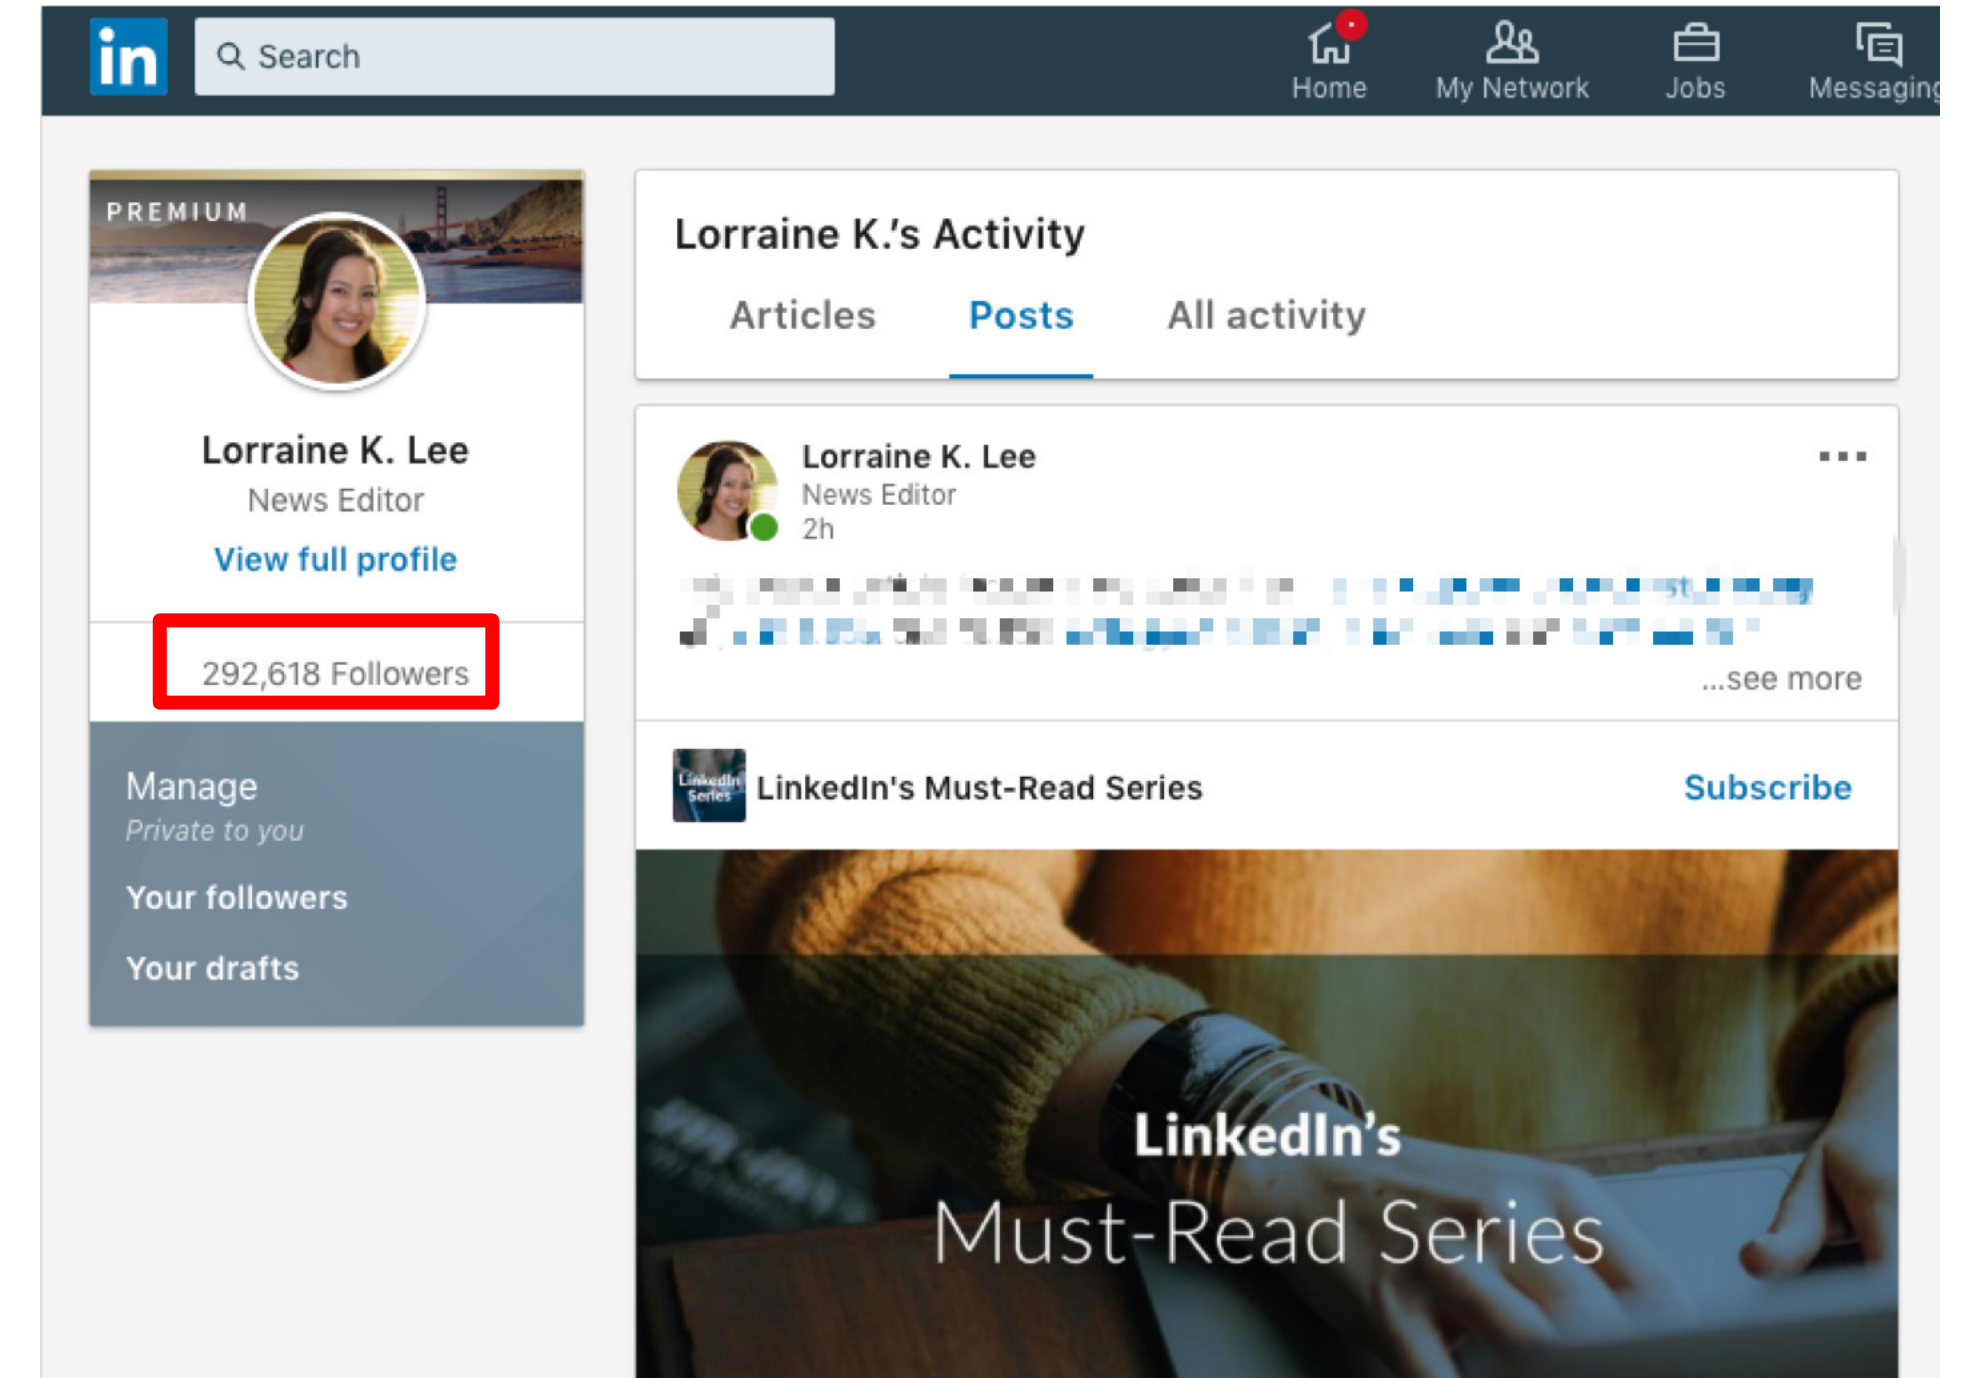 in
Search
Home
My Network
Jobs
Messaging
PREMIUM
Lorraine K. Lee
News Editor
View full profile
292,618 Followers
Manage
Private to you
Your followers
Your drafts
Lorraine K.'s Activity
Articles Posts All activity
Lorraine K. Lee
News Editor
2h
...see more
LinkedIn
Series
LinkedIn's Must-Read Series
Subscribe
LinkedIn's
Must-Read Series